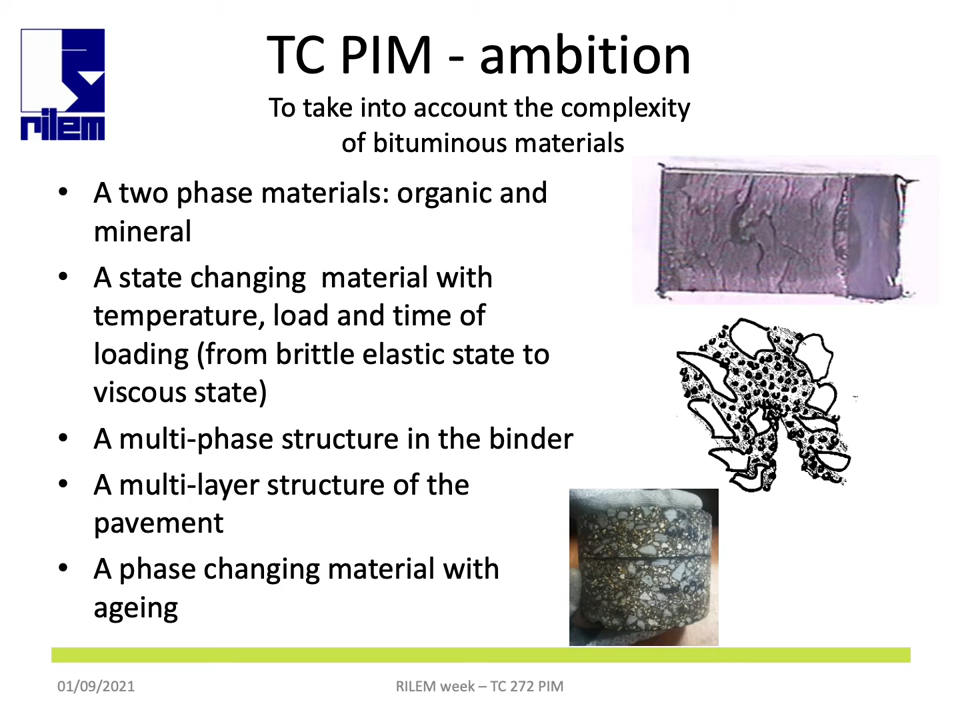 rilem
TC PIM - ambition
To take into account the complexity
of bituminous materials
• A two phase materials: organic and
mineral
• A state changing  material with
temperature, load and time of
loading (from brittle elastic state to
viscous state)
• A multi-phase structure in the binder
• A multi-layer structure of the
pavement
• A phase changing material with
ageing
01/09/2021
RILEM week – TC 272 PIM